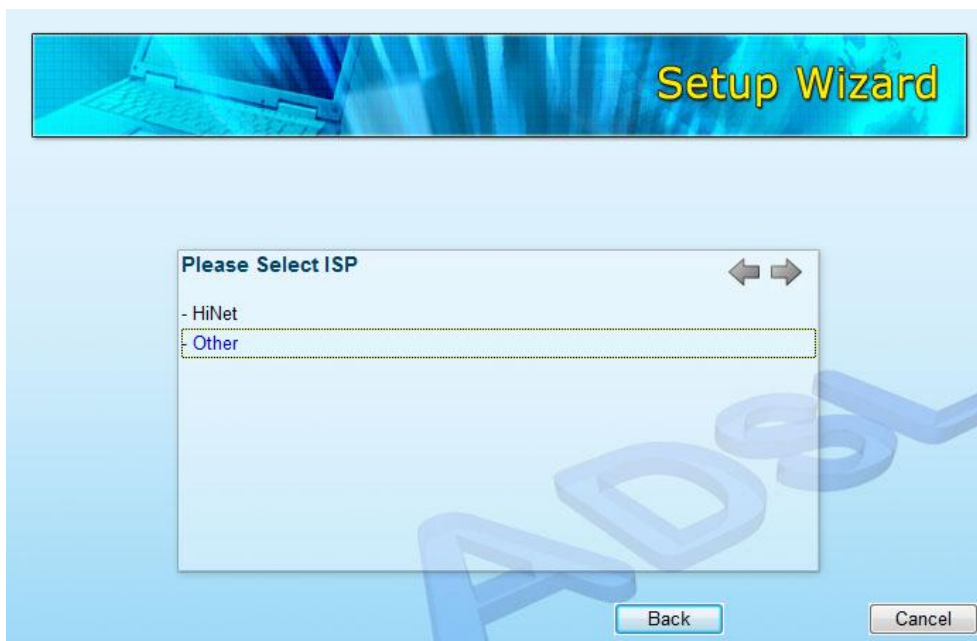 Setup Wizard
Please Select ISP
- HiNet
- Other
ADSL
Back
Cancel